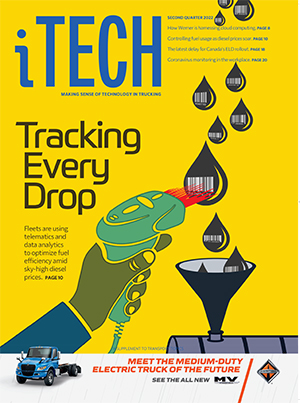 iTECH
MAKING SENSE OF TECHNOLOGY IN TRUCKING
SECOND QUARTER 2022
How Werner is harnessing cloud computing, PAGE 6
Controlling fuel usage as diesel prices soar. PAGE 10
The latest delay for Canada's ELD rollout. PAGE 18
Coronavirus monitoring in the workplace. PAGE 20
Tracking
Every
Drop
Fleets are using
telematics and
data analytics
to optimize fuel
efficiency amid
sky-high diesel
prices. PAGE 10
SUPPLEMENT TO TRANSPORT
MEET THE MEDIUM-DUTY
ELECTRIC TRUCK OF THE FUTURE
SEE THE ALL NEW MV